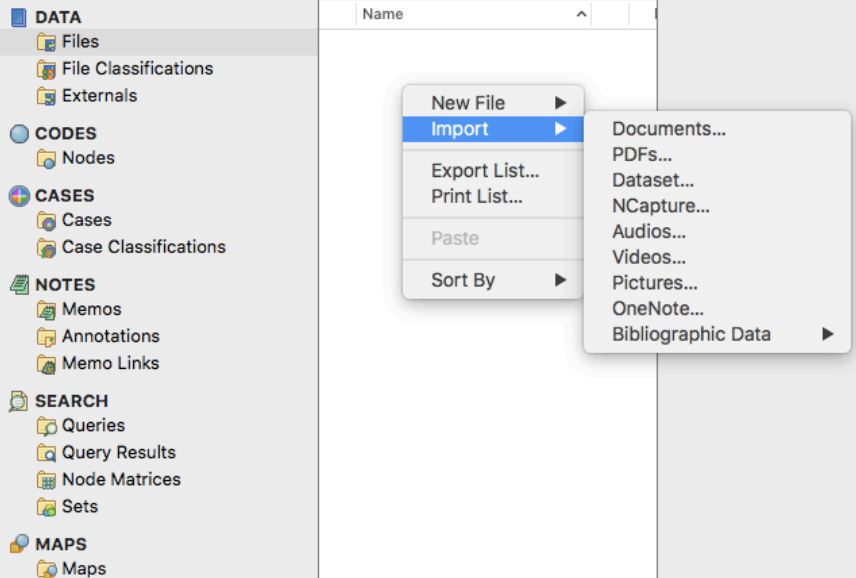 DATA
Files
File Classifications
Externals
CODES
Nodes
CASES
Cases
Case Classifications
NOTES
Memos
Annotations
Memo Links
SEARCH
Queries
Query Results
Node Matrices
Sets
MAPS
Maps
Name
New File
Import
Export List...
Print List...
Paste
Sort By
Documents...
PDFs...
Dataset...
NCapture...
Audios...
Videos...
Pictures...
OneNote...
Bibliographic Data